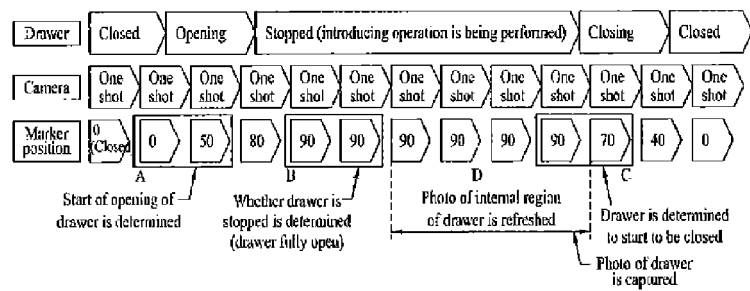 Drawer
Closed
Opening
Stopped (introducing operation is being performed)
Closing
Closed
Camera
One shot
One shot
One shot
One shot
One shot
One shot
One shot
One shot
One shot
One shot
One shot
One shot
One shot
Marker position
0 (Closed
0
50
80
90
90
90
90
90
90
70
40
0
A
B
D
C
Start of opening of
drawer is determined
Whether drawer is
stopped is determined
(drawer fully open)
Photo of internal region
of drawer is refreshed
Drawer is determined
to start to be closed
Photo of drawer
is captured